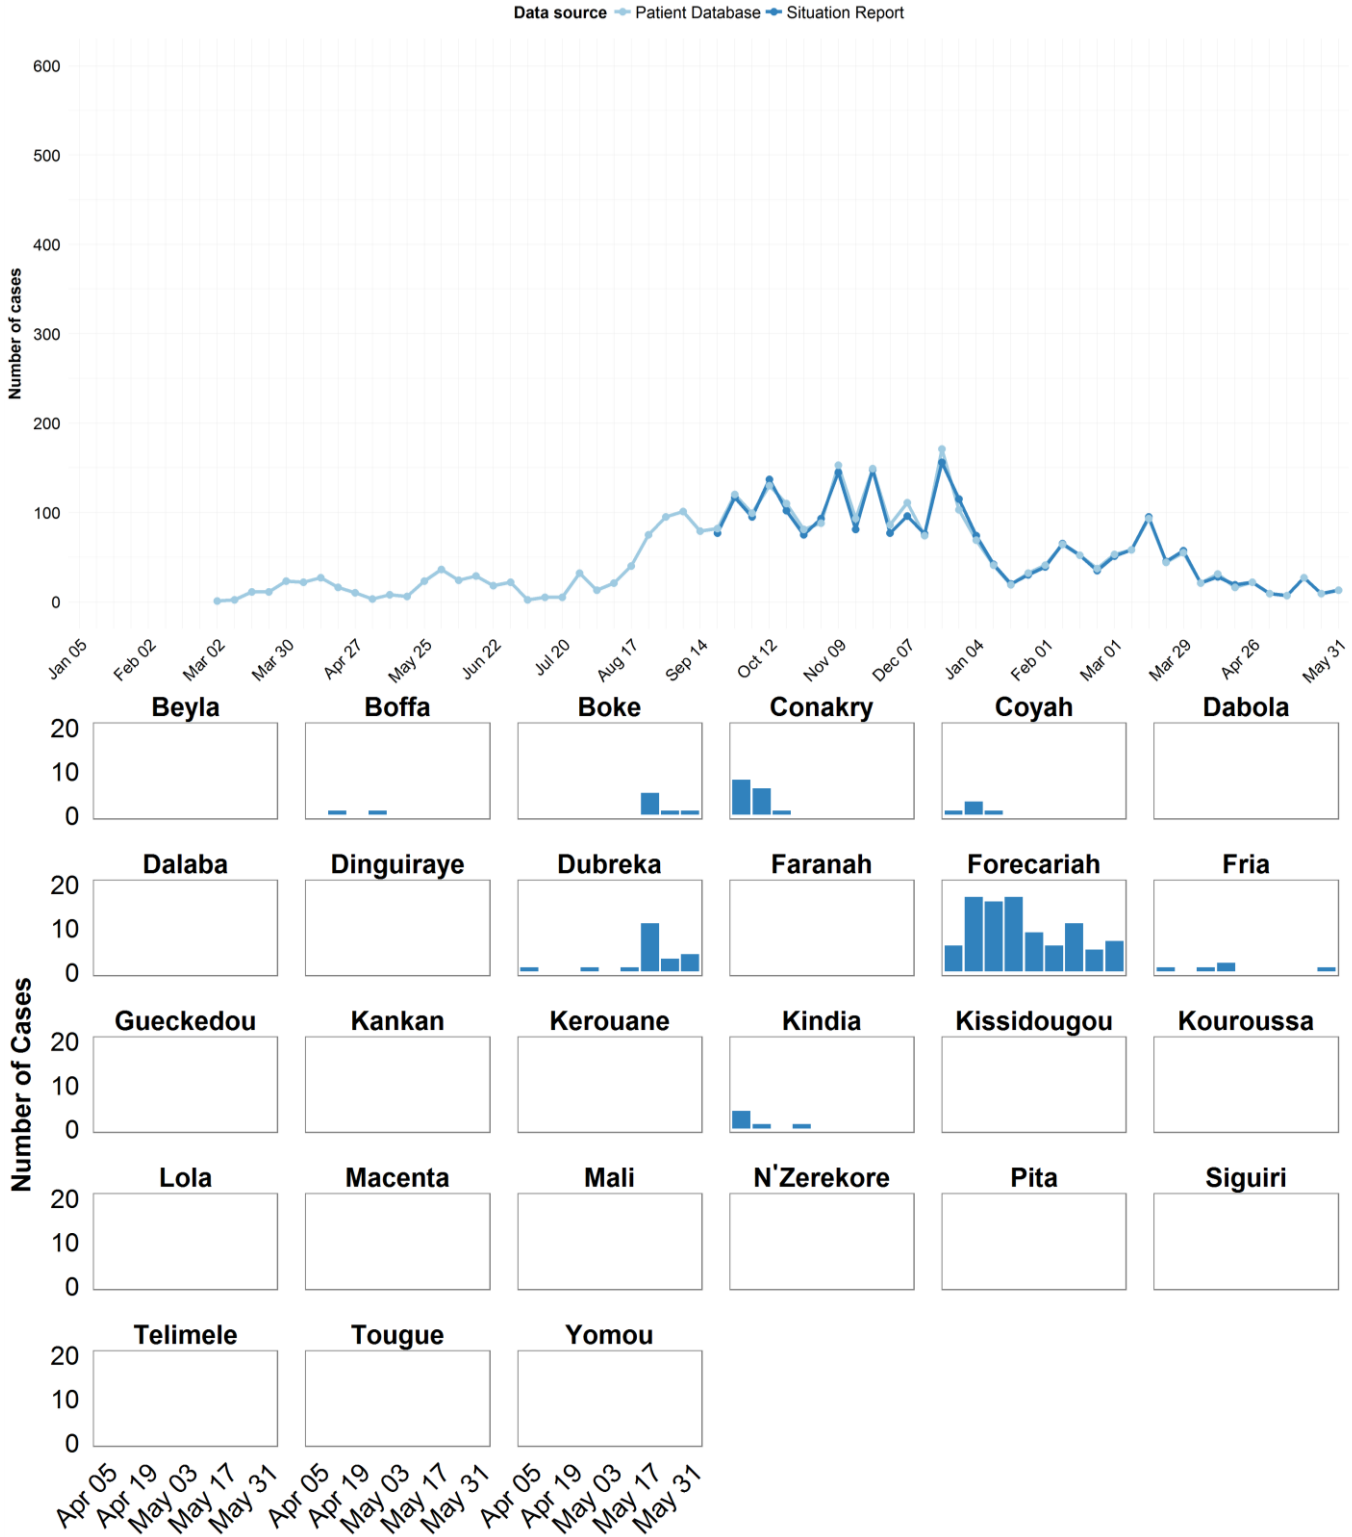 Data source Patient Database Situation Report
600
500
400
300
200
100
0
Number of cases
Jan 05 Feb 02 Mar 02 Mar 30 Apr 27 May 25 Jun 22 Jul 20 Aug 17 Sep 14 Oct 12 Nov 09 Dec 07 Jan 04 Feb 01 Mar 01 Mar 29 Apr 26 May 31
Beyla Boffa Boke Conakry Coyah Dabola
20
10
0
Dalaba Dinguiraye Dubreka Faranah Forecariah Fria
20
10
0
Number of Cases
Gueckedou Kankan Kerouane Kindia Kissidougou Kouroussa
20
10
0
Lola Macenta Mali N'Zerekore Pita Siguiri
20
10
0
Telimele Tougue Yomou
20
10
0
Apr 05 Apr 19 May 03 May 17 May 31 Apr 05 Apr 19 May 03 May 17 May 31 Apr 05 Apr 19 May 03 May 17 May 31